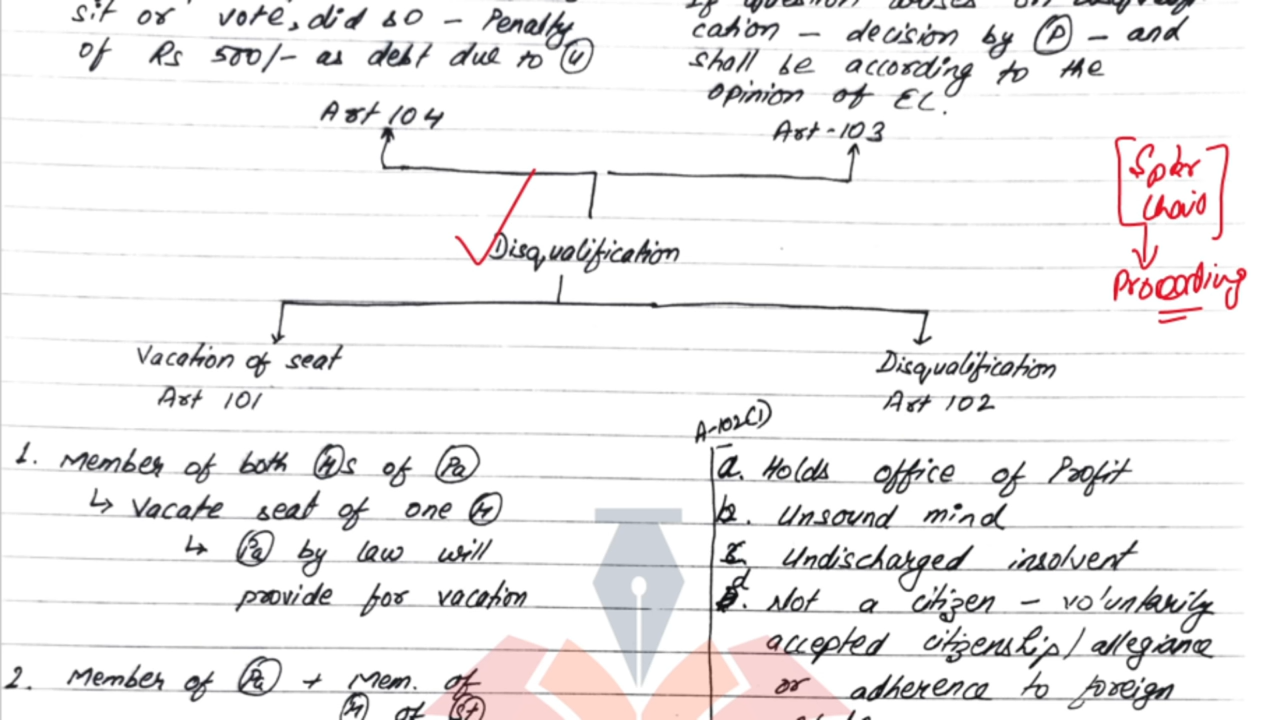 sit or vote, did so - Penalty
of Rs 500/- as debt due to (U)
Art 104
cation - decision by (P) - and
shall be according to the
opinion of EC.
Art-103
[Spkr
Chair]
Proceeding
Disqualification
Vacation of seat
Art 101
1. Member of both (H)s of (Pa)
↳ Vacate seat of one (H)
↳ (Pa) by law will
provide for vacation
2. Member of (Pa) + Mem. of
(H) of (St)
Disqualification
Art 102
A-102(1)
a. Holds office of Profit
b. Unsound mind
c. Undischarged insolvent
d. Not a citizen - voluntarily
accepted citizenship/allegiance
or adherence to foreign